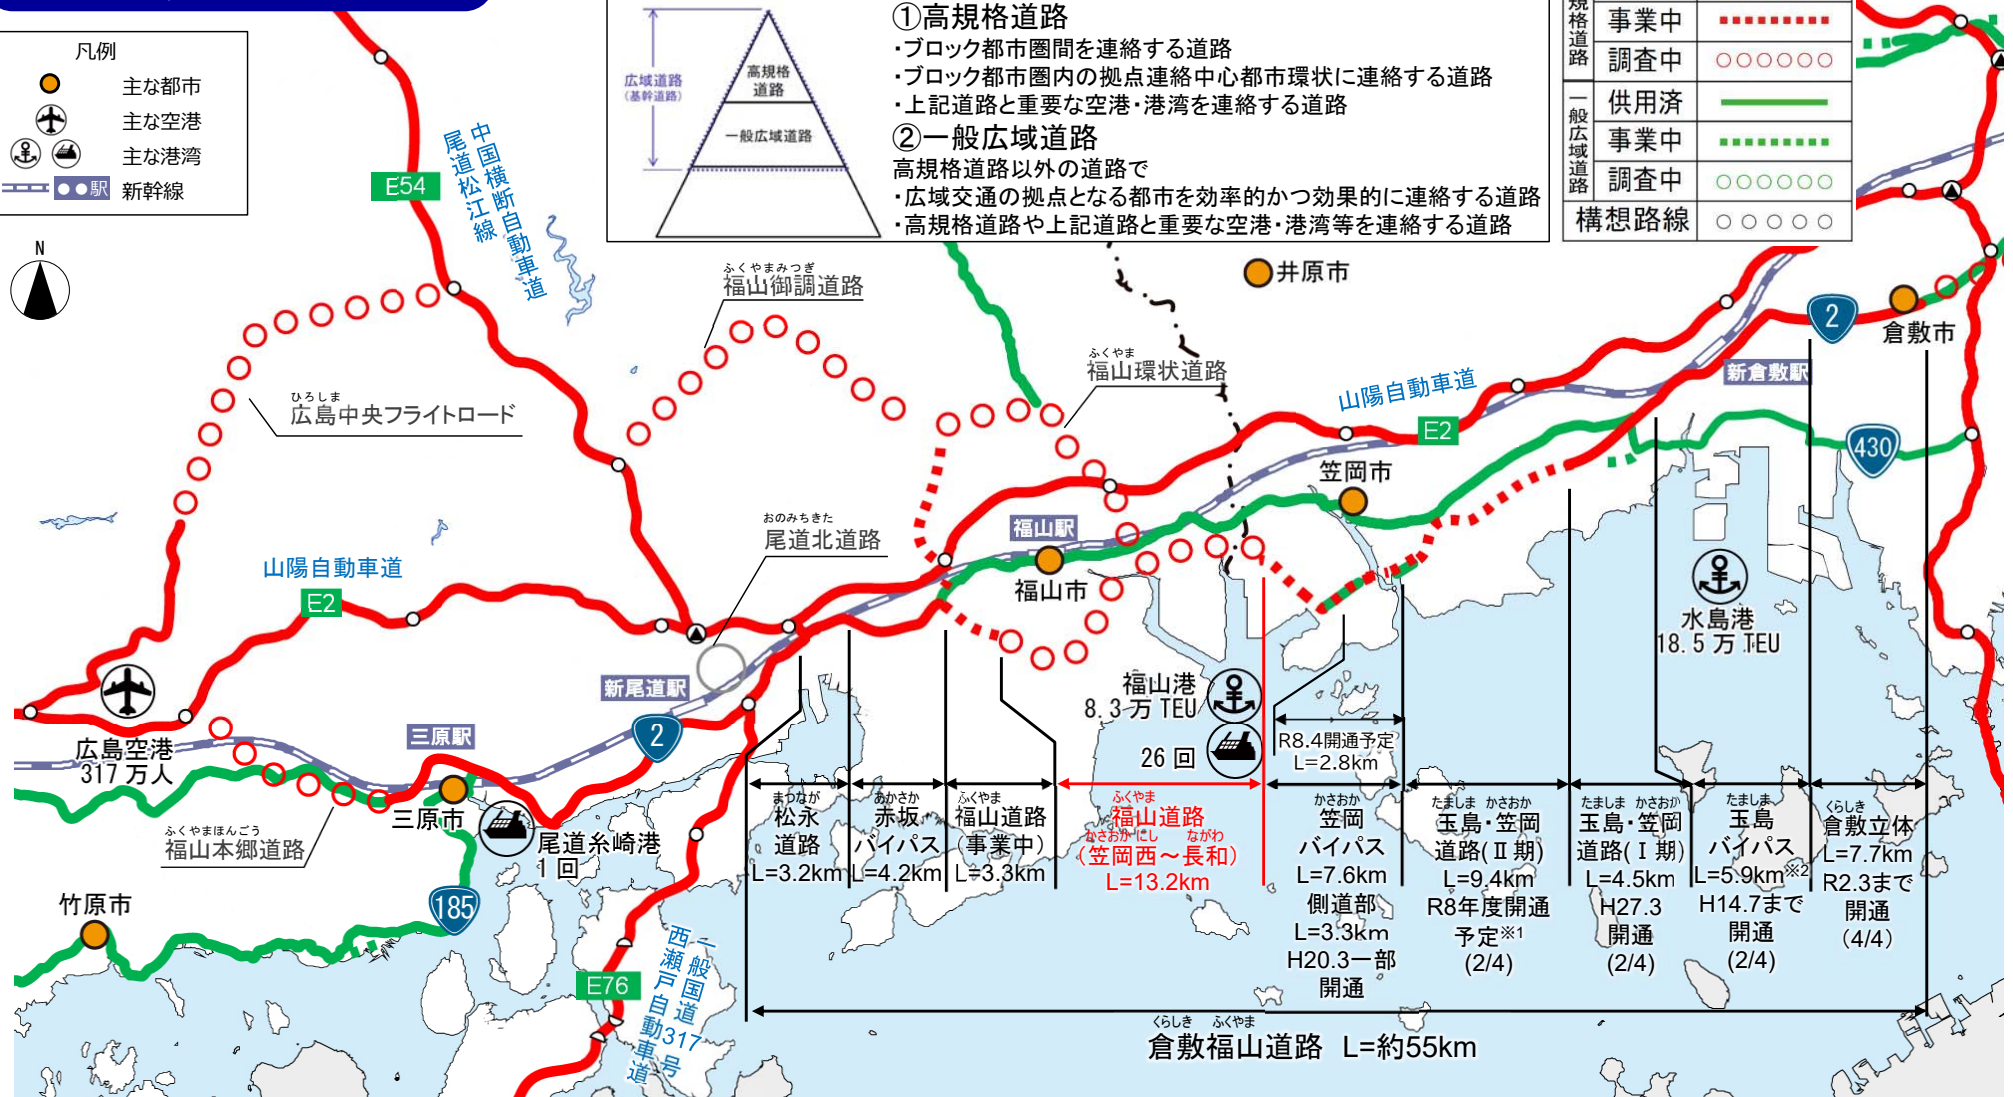 凡例
主な都市
主な空港
主な港湾
●●駅 新幹線
N
広域道路
(基幹道路)
高規格
道路
一般広域道路
①高規格道路
・ブロック都市圏間を連絡する道路
・ブロック都市圏内の拠点連絡中心都市環状に連絡する道路
・上記道路と重要な空港・港湾を連絡する道路
②一般広域道路
高規格道路以外の道路で
・広域交通の拠点となる都市を効率的かつ効果的に連絡する道路
・高規格道路や上記道路と重要な空港・港湾等を連絡する道路
規格道路
事業中
調査中
一般広域道路
供用済
事業中
調査中
構想路線
E54
中国横断自動車道
尾道松江線
ふくやまみつぎ
福山御調道路
井原市
2
倉敷市
ふくやま
福山環状道路
新倉敷駅
山陽自動車道
E2
ひろしま
広島中央フライトロード
430
笠岡市
おのみちきた
尾道北道路
福山駅
福山市
山陽自動車道
E2
水島港
18.5万TEU
新尾道駅
福山港
8.3万TEU
26回
2
三原駅
広島空港
317万人
R8.4開通予定
L=2.8km
三原市
尾道糸崎港
1回
ふくやまほんごう
福山本郷道路
竹原市
185
E76
一般国道317号
西瀬戸自動車道
まつなが
松永
道路
L=3.2km
あかさか
赤坂
バイパス
L=4.2km
ふくやま
福山道路
(事業中)
L=3.3km
ふくやま
福山道路
かさおかにし ながわ
(笠岡西～長和)
L=13.2km
かさおか
笠岡
バイパス
L=7.6km
側道部
L=3.3km
H20.3一部
開通
たましま かさおか
玉島・笠岡
道路(Ⅱ期)
L=9.4km
R8年度開通
予定※1
(2/4)
たましま かさおか
玉島・笠岡
道路(Ⅰ期)
L=4.5km
H27.3
開通
(2/4)
たましま
玉島
バイパス
L=5.9km※2
H14.7まで
開通
(2/4)
くらしき
倉敷立体
L=7.7km
R2.3まで
開通
(4/4)
くらしき ふくやま
倉敷福山道路 L=約55km